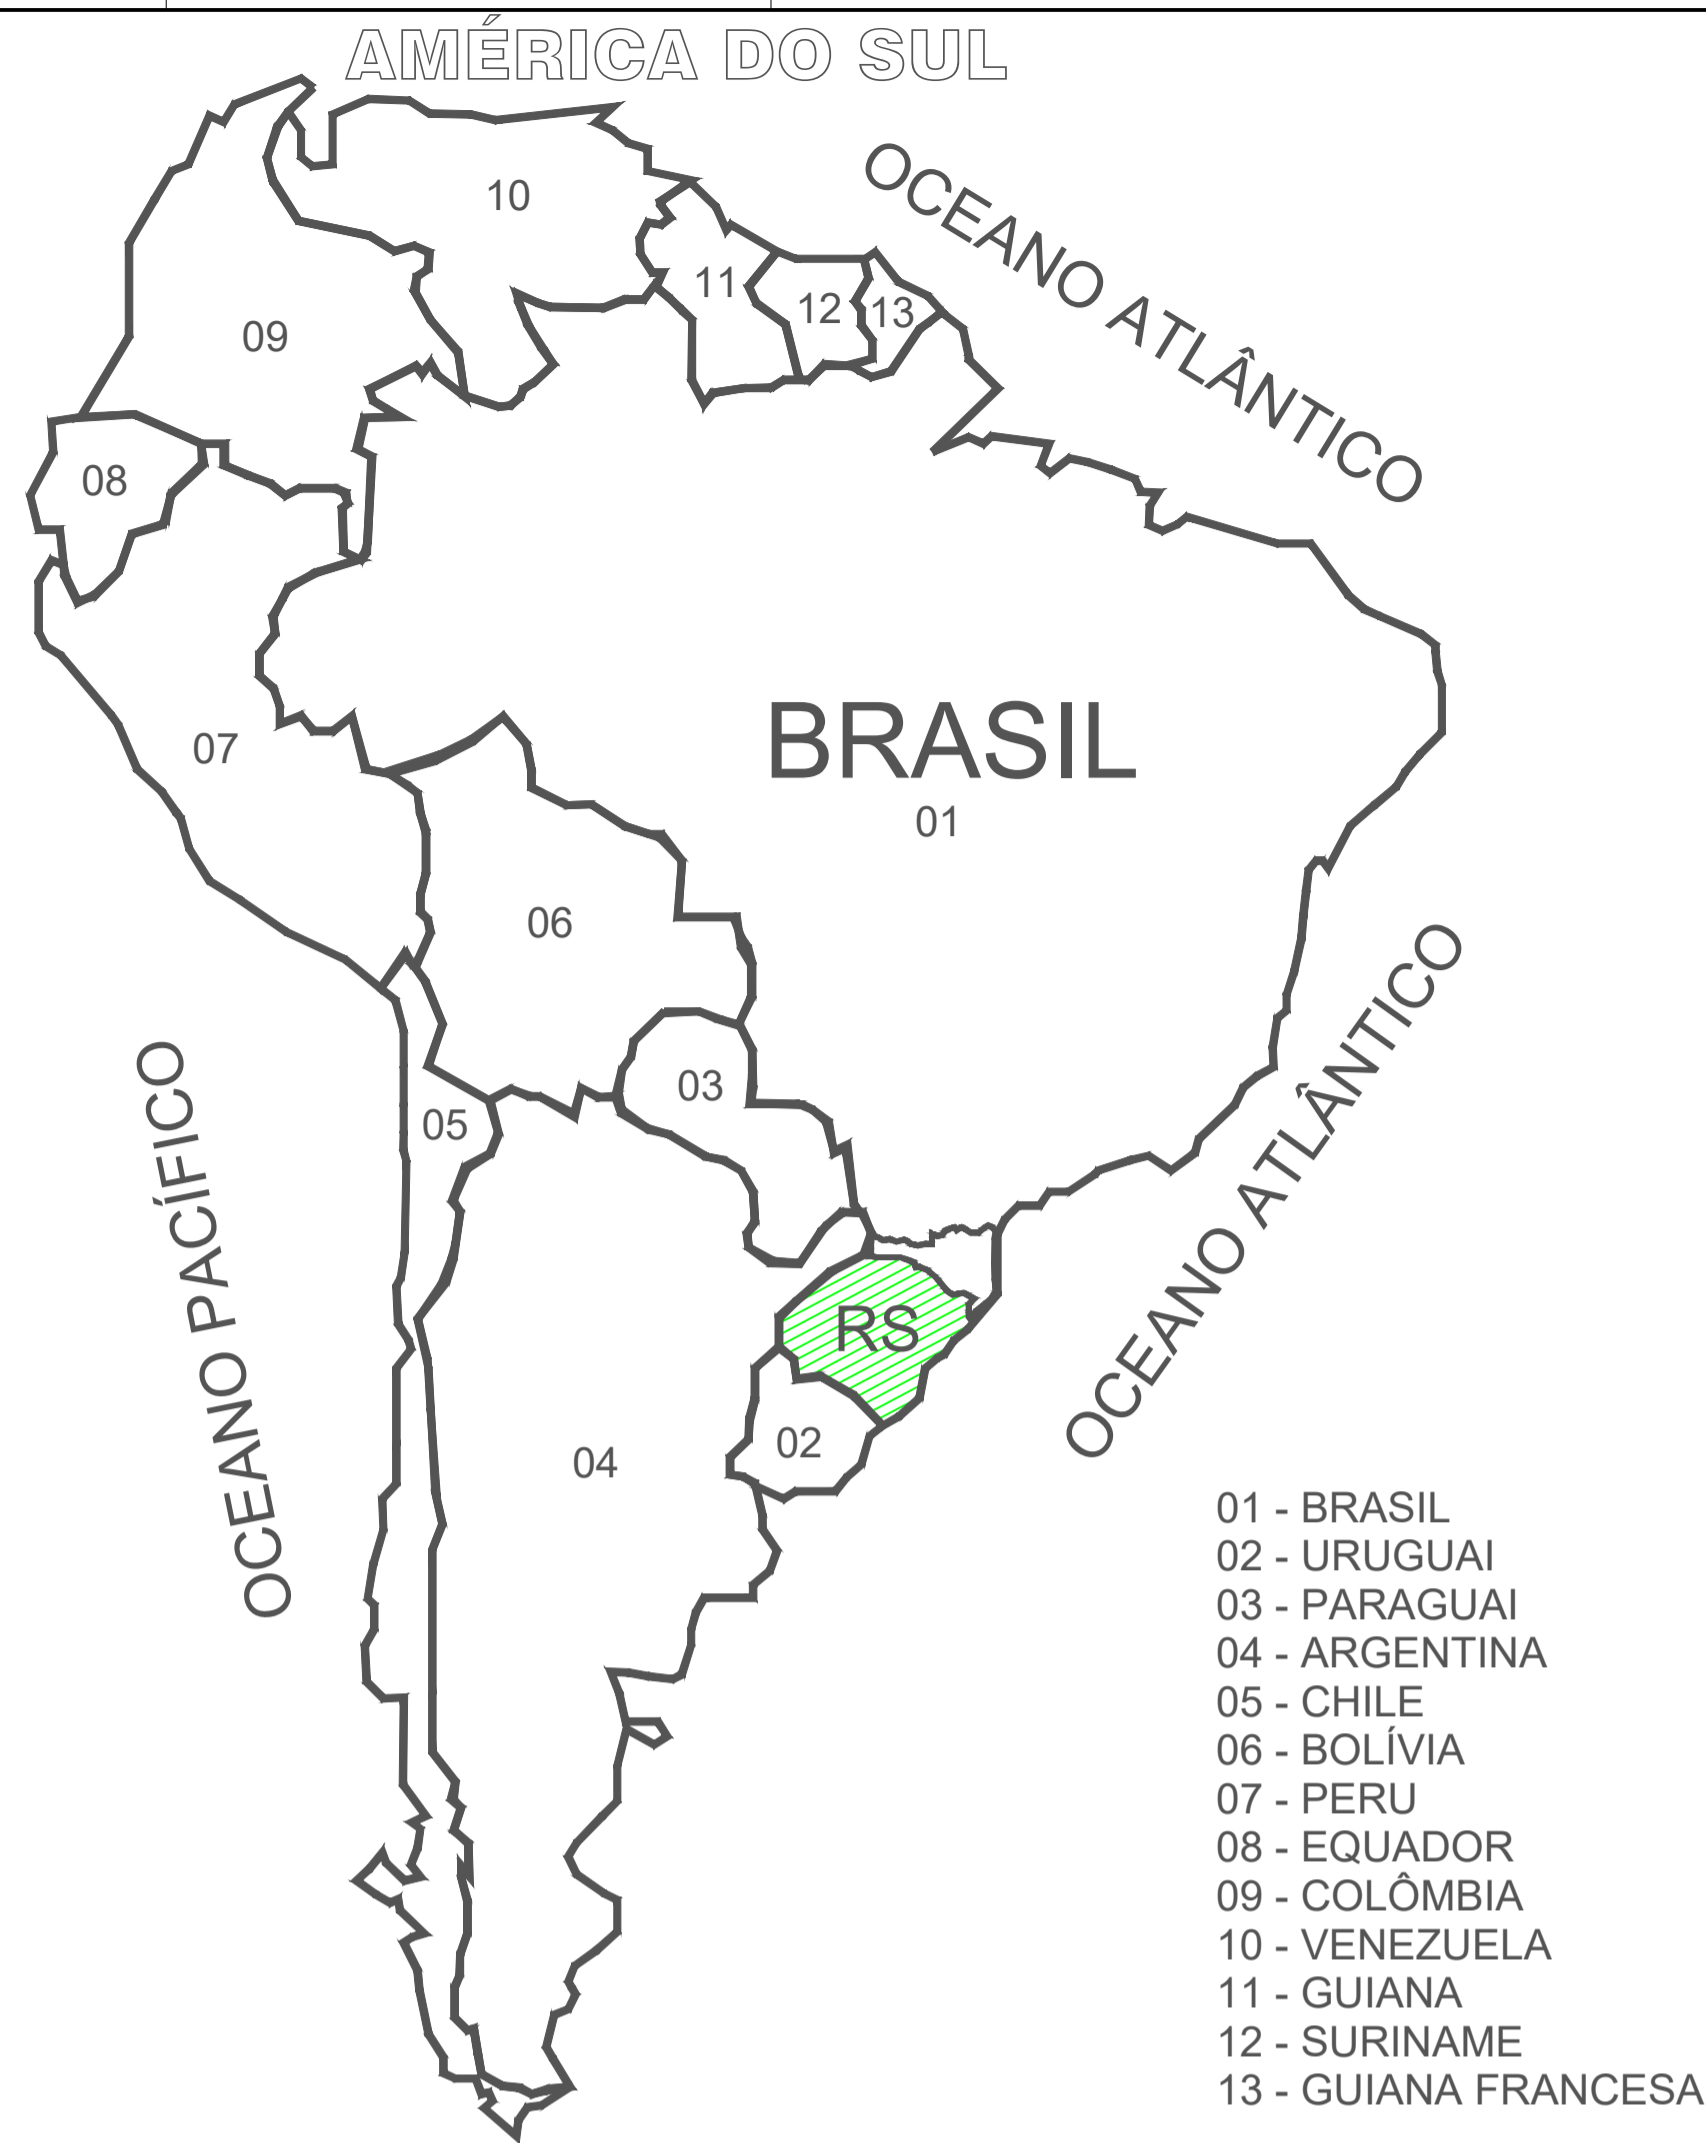 AMÉRICA DO SUL
OCEANO ATLÂNTICO
10
11
12
13
09
08
BRASIL
07
01
06
OCEANO ATLÂNTICO
OCEANO PACÍFICO
03
05
RS
02
04
01 - BRASIL
02 - URUGUAI
03 - PARAGUAI
04 - ARGENTINA
05 - CHILE
06 - BOLÍVIA
07 - PERU
08 - EQUADOR
09 - COLÔMBIA
10 - VENEZUELA
11 - GUIANA
12 - SURINAME
13 - GUIANA FRANCESA